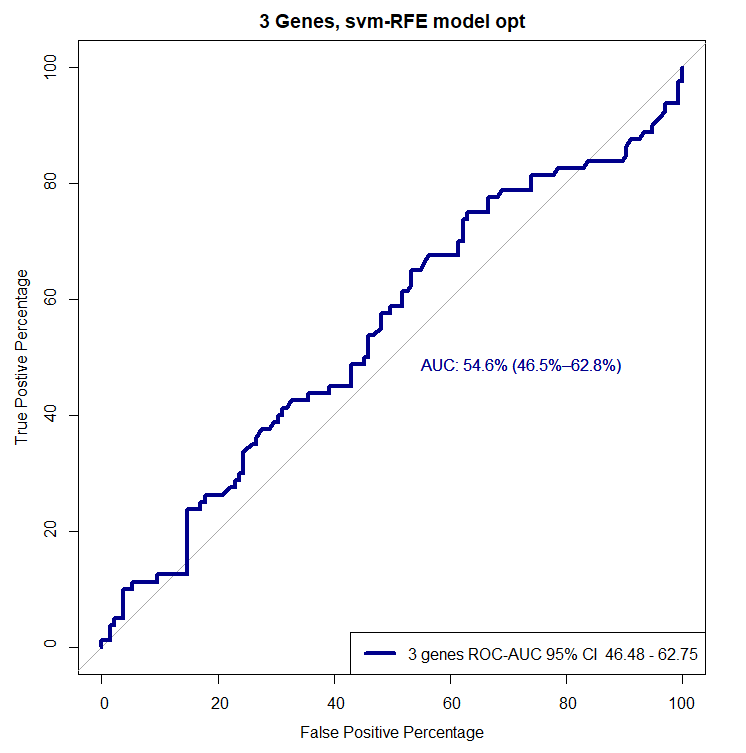 3 Genes, svm-RFE model opt
True Postive Percentage
100
80
60
40
20
0
AUC: 54.6% (46.5%–62.8%)
3 genes ROC-AUC 95% CI 46.48 - 62.75
0 20 40 60 80 100
False Positive Percentage